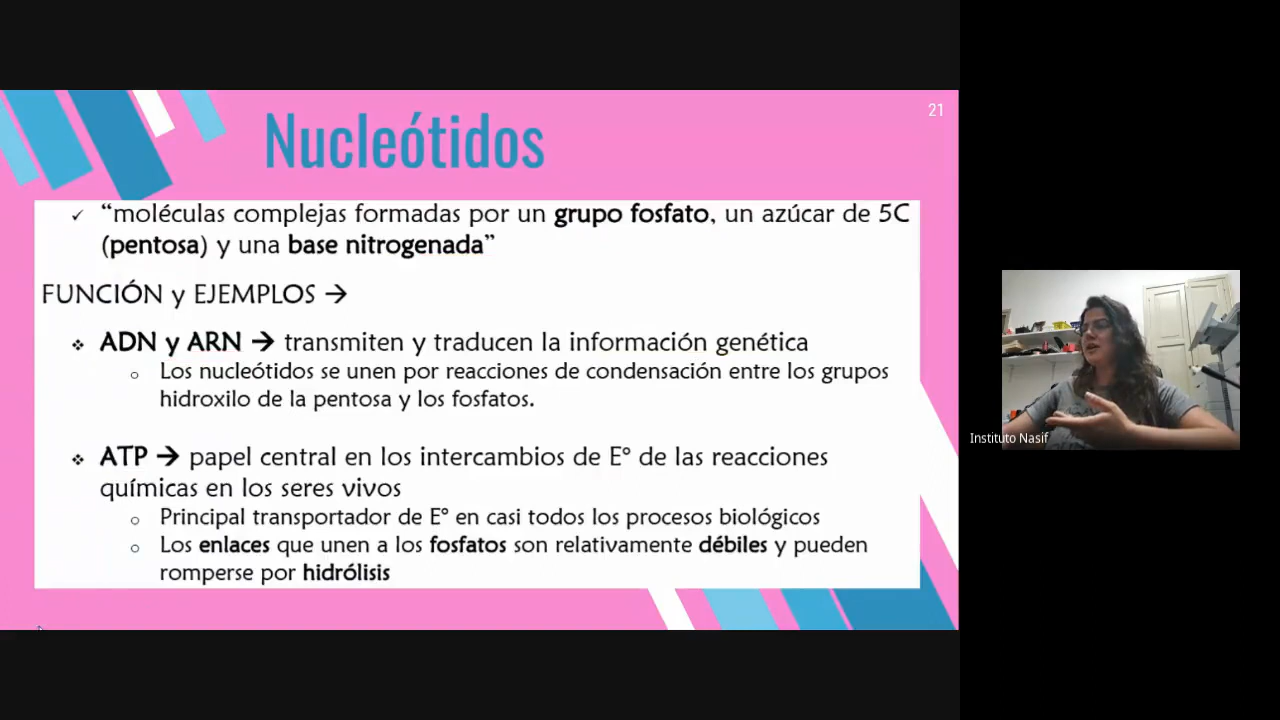 Nucleótidos
21
✓ “moléculas complejas formadas por un grupo fosfato, un azúcar de 5C
(pentosa) y una base nitrogenada”
FUNCIÓN y EJEMPLOS →
❖ ADN y ARN → transmiten y traducen la información genética
o Los nucleótidos se unen por reacciones de condensación entre los grupos
hidroxilo de la pentosa y los fosfatos.
❖ ATP → papel central en los intercambios de E° de las reacciones
químicas en los seres vivos
o Principal transportador de E° en casi todos los procesos biológicos
o Los enlaces que unen a los fosfatos son relativamente débiles y pueden
romperse por hidrólisis
Instituto Nasif